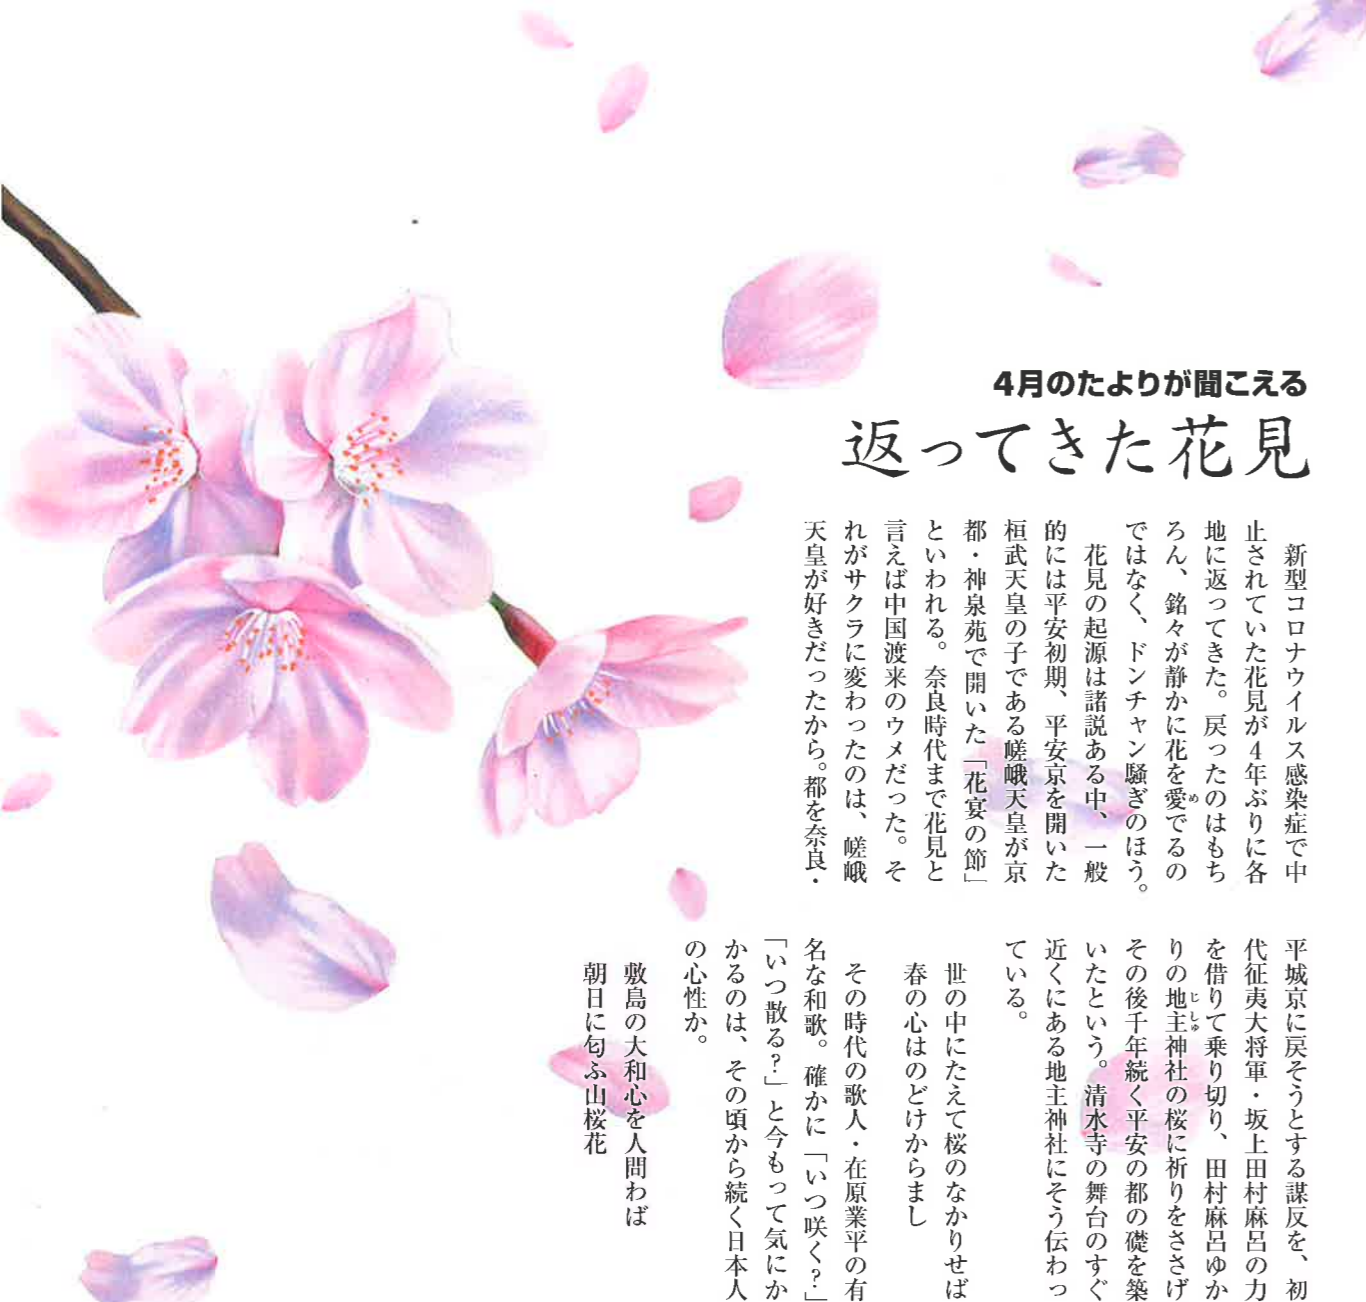 4月のたよりが聞こえる
返ってきた花見
新型コロナウイルス感染症で中
止されていた花見が4年ぶりに各
地に返ってきた。戻ったのはもち
ろん、銘々が静かに花を愛でるの
め
ではなく、ドンチャン騒ぎのほう。
花見の起源は諸説ある中、一般
的には平安初期、平安京を開いた
桓武天皇の子である嵯峨天皇が京
都・神泉苑で開いた「花宴の節」
といわれる。奈良時代まで花見と
言えば中国渡来のウメだった。そ
れがサクラに変わったのは、嵯峨
天皇が好きだったから。都を奈良・
平城京に戻そうとする謀反を、初
代征夷大将軍・坂上田村麻呂の力
を借りて乗り切り、田村麻呂ゆか
りの地主神社の桜に祈りをささげ
じしゅ
その後千年続く平安の都の礎を築
いたという。清水寺の舞台のすぐ
近くにある地主神社にそう伝わっ
ている。
世の中にたえて桜のなかりせば
春の心はのどけからまし
その時代の歌人・在原業平の有
名な和歌。確かに「いつ咲く?」
「いつ散る?」と今もって気にか
かるのは、その頃から続く日本人
の心性か。
敷島の大和心を人問わば
朝日に匂ふ山桜花